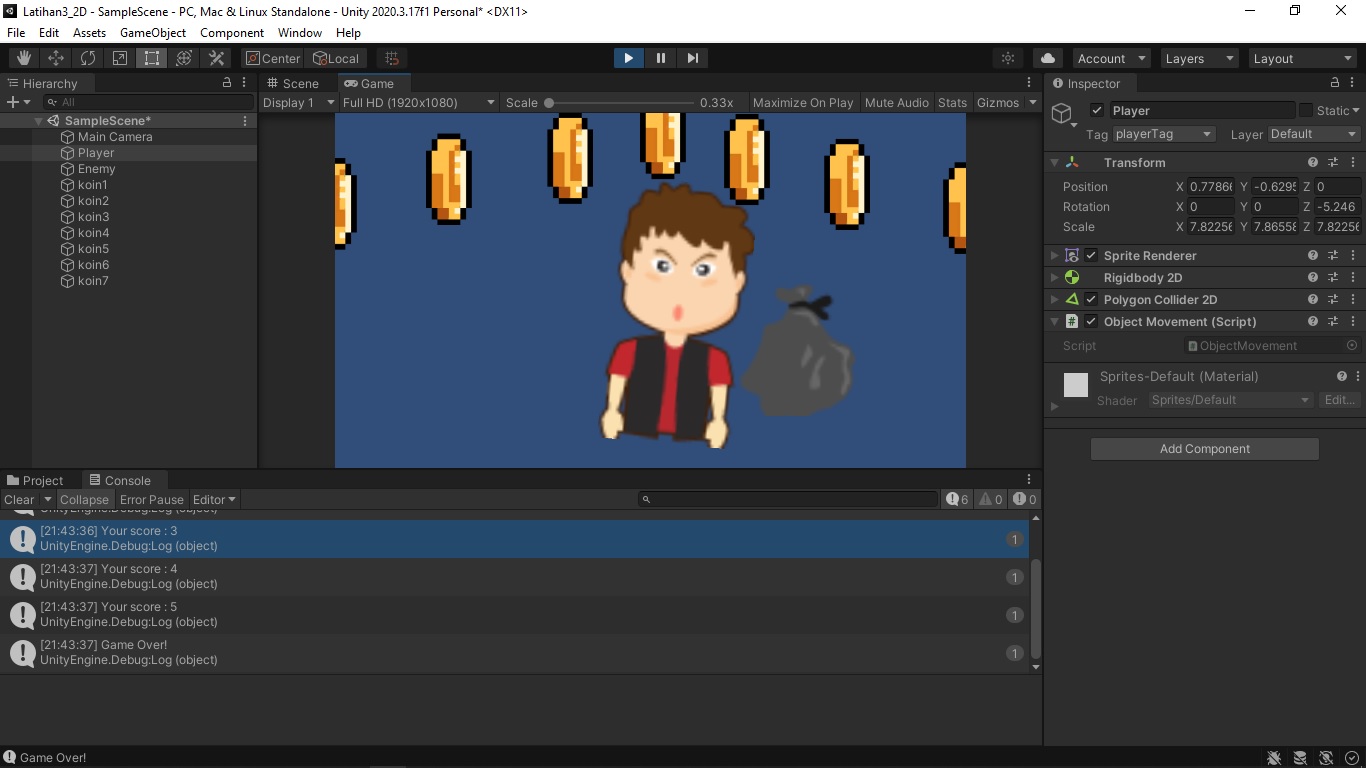 Latihan3_2D - SampleScene - PC, Mac & Linux Standalone - Unity 2020.3.17f1 Personal* <DX11>
File Edit Assets GameObject Component Window Help
Center Local Account Layers Layout
Hierarchy Scene Game Inspector
All Display 1 Full HD (1920x1080) Scale 0.33x Maximize On Play Mute Audio Stats Gizmos
Player Static
SampleScene*
Tag playerTag Layer Default
Main Camera
Player
Enemy
koin1
koin2
koin3
koin4
koin5
koin6
koin7
Transform
Position X 0.7786 Y -0.6295 Z 0
Rotation X 0 Y 0 Z -5.246
Scale X 7.8225 Y 7.8655 Z 7.8225
Sprite Renderer
Rigidbody 2D
Polygon Collider 2D
Object Movement (Script)
Script ObjectMovement
Sprites-Default (Material)
Shader Sprites/Default Edit...
Add Component
Project Console
Clear Collapse Error Pause Editor 6 0 0
UnityEngine.Debug:Log (object)
[21:43:36] Your score : 3
UnityEngine.Debug:Log (object) 1
[21:43:37] Your score : 4
UnityEngine.Debug:Log (object) 1
[21:43:37] Your score : 5
UnityEngine.Debug:Log (object) 1
[21:43:37] Game Over!
UnityEngine.Debug:Log (object) 1
Game Over!